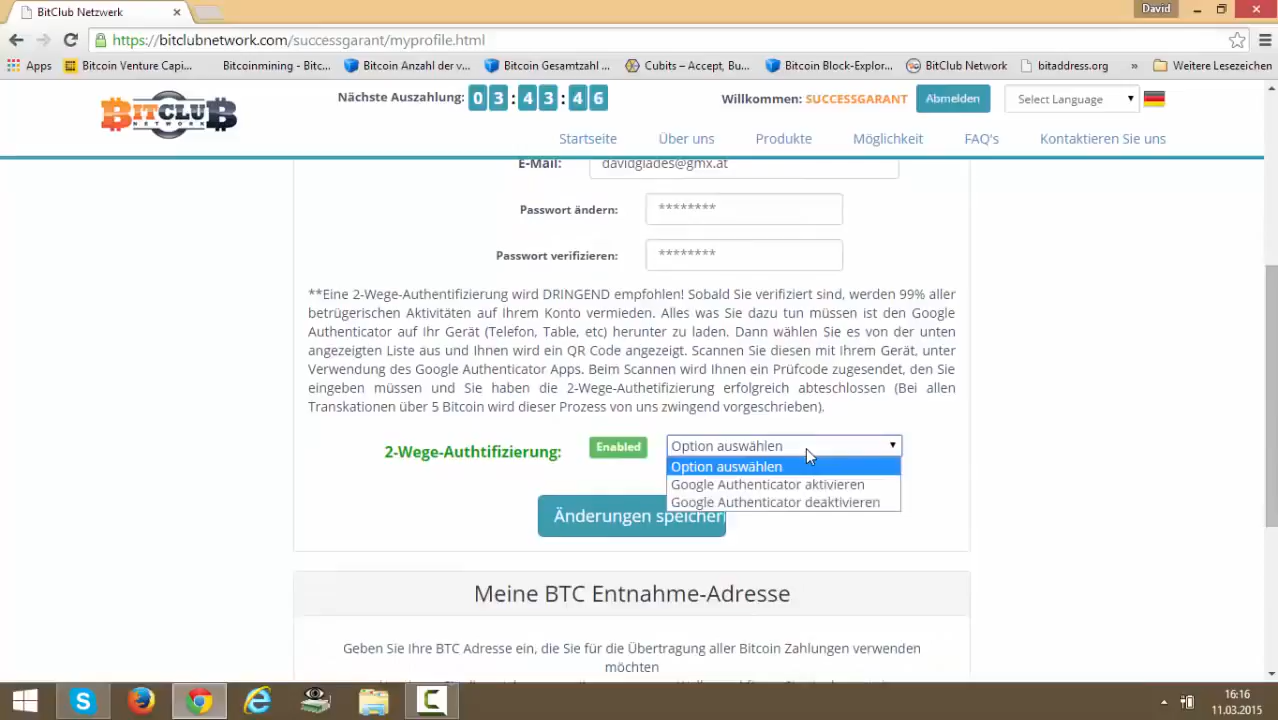 BitClub Netzwerk
David
https://bitclubnetwork.com/successgarant/myprofile.html
Apps Bitcoin Venture Capi... Bitcoinmining - Bitc... Bitcoin Anzahl der v... Bitcoin Gesamtzahl ... Cubits – Accept, Bu... Bitcoin Block-Explor... BitClub Network bitaddress.org » Weitere Lesezeichen
BITCLUB
NETWORK
Nächste Auszahlung: 03:43:46
Willkommen: SUCCESSGARANT Abmelden Select Language
Startseite Über uns Produkte Möglichkeit FAQ's Kontaktieren Sie uns
E-Mail: davidglades@gmx.at
Passwort ändern: ********
Passwort verifizieren: ********
**Eine 2-Wege-Authentifizierung wird DRINGEND empfohlen! Sobald Sie verifiziert sind, werden 99% aller
betrügerischen Aktivitäten auf Ihrem Konto vermieden. Alles was Sie dazu tun müssen ist den Google
Authenticator auf Ihr Gerät (Telefon, Table, etc) herunter zu laden. Dann wählen Sie es von der unten
angezeigten Liste aus und Ihnen wird ein QR Code angezeigt. Scannen Sie diesen mit Ihrem Gerät, unter
Verwendung des Google Authenticator Apps. Beim Scannen wird Ihnen ein Prüfcode zugesendet, den Sie
eingeben müssen und Sie haben die 2-Wege-Authetifizierung erfolgreich abteschlossen (Bei allen
Transkationen über 5 Bitcoin wird dieser Prozess von uns zwingend vorgeschrieben).
2-Wege-Authtifizierung: Enabled Option auswählen
Option auswählen
Google Authenticator aktivieren
Google Authenticator deaktivieren
Änderungen speichern
Meine BTC Entnahme-Adresse
Geben Sie Ihre BTC Adresse ein, die Sie für die Übertragung aller Bitcoin Zahlungen verwenden
möchten
16:16
11.03.2015